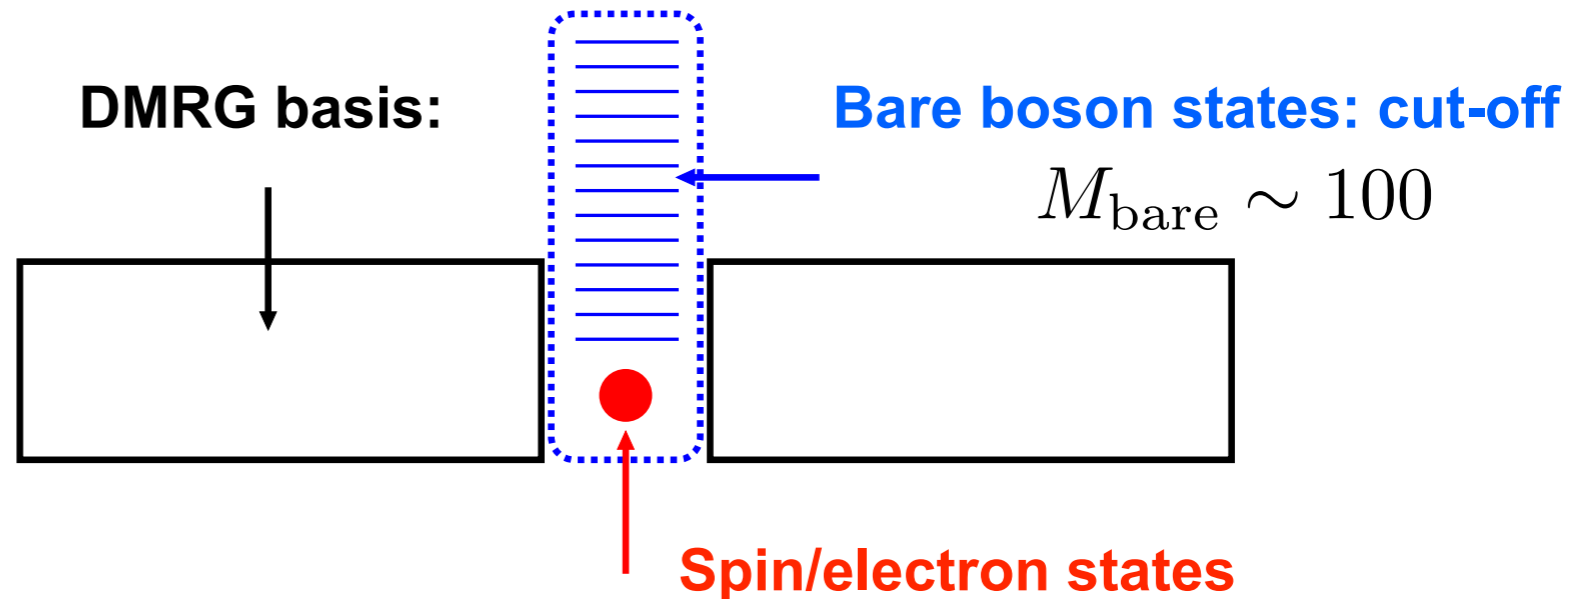 DMRG basis:
Bare boson states: cut-off
M_bare ∼ 100
Spin/electron states